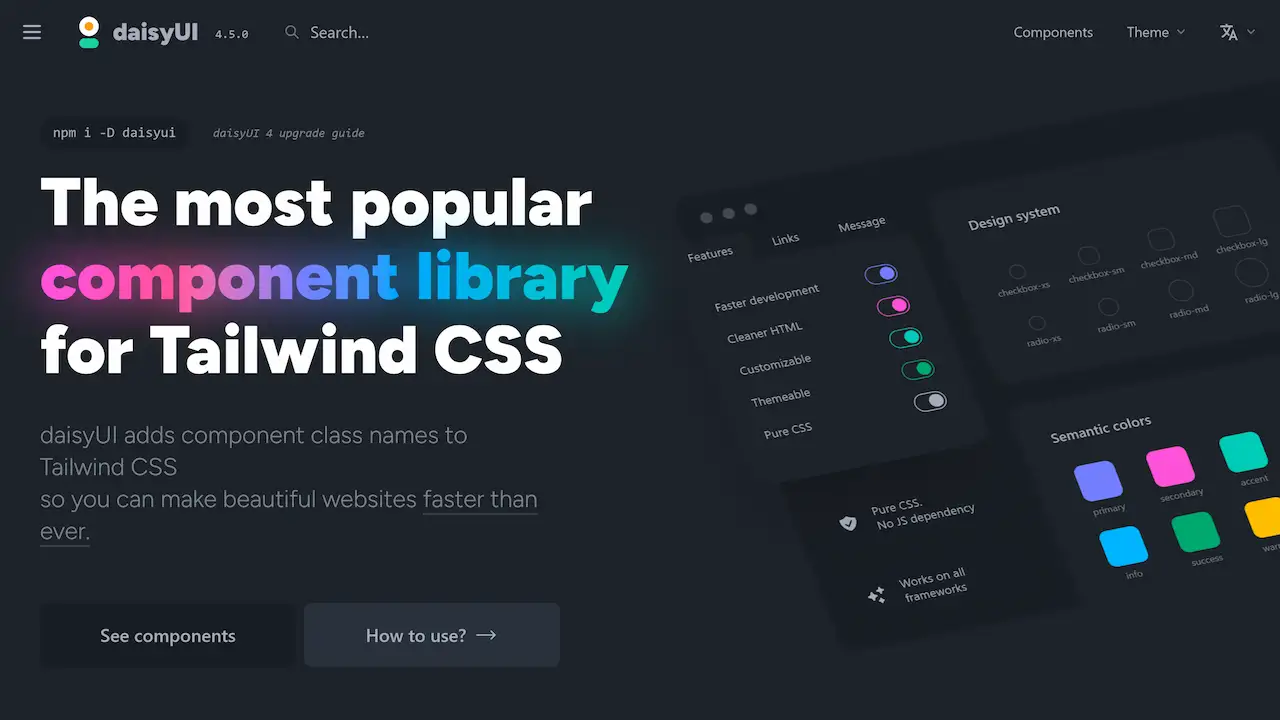 daisyUI 4.5.0
Search...
Components
Theme
npm i -D daisyui
daisyUI 4 upgrade guide
The most popular
component library
for Tailwind CSS
daisyUI adds component class names to
Tailwind CSS
so you can make beautiful websites faster than
ever.
See components
How to use? →
Features
Links
Message
Faster development
Cleaner HTML
Customizable
Themeable
Pure CSS
Design system
checkbox-xs
checkbox-sm
checkbox-md
checkbox-lg
radio-xs
radio-sm
radio-md
radio-lg
Pure CSS.
No JS dependency
Works on all
frameworks
Semantic colors
primary
secondary
accent
info
success